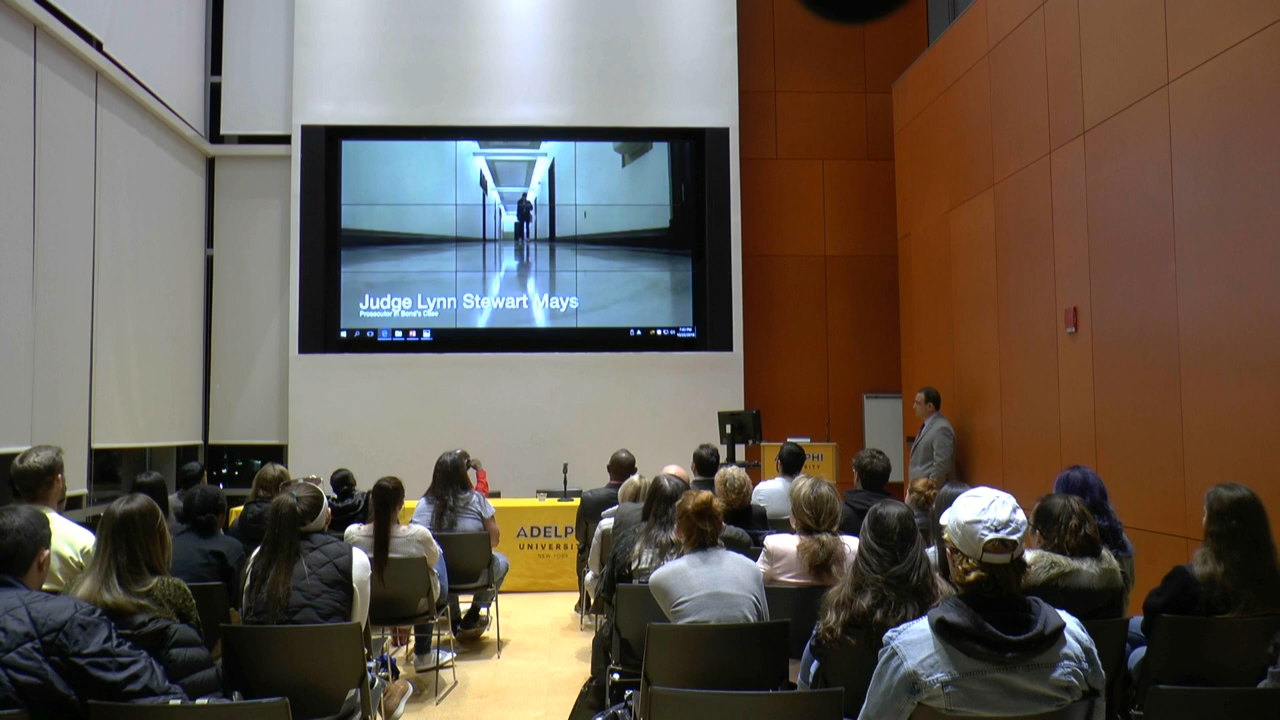 Judge Lynn Stewart Mays
Prosecutor in Bond's Case
ADELPHI
UNIVERSITY
NEW YORK